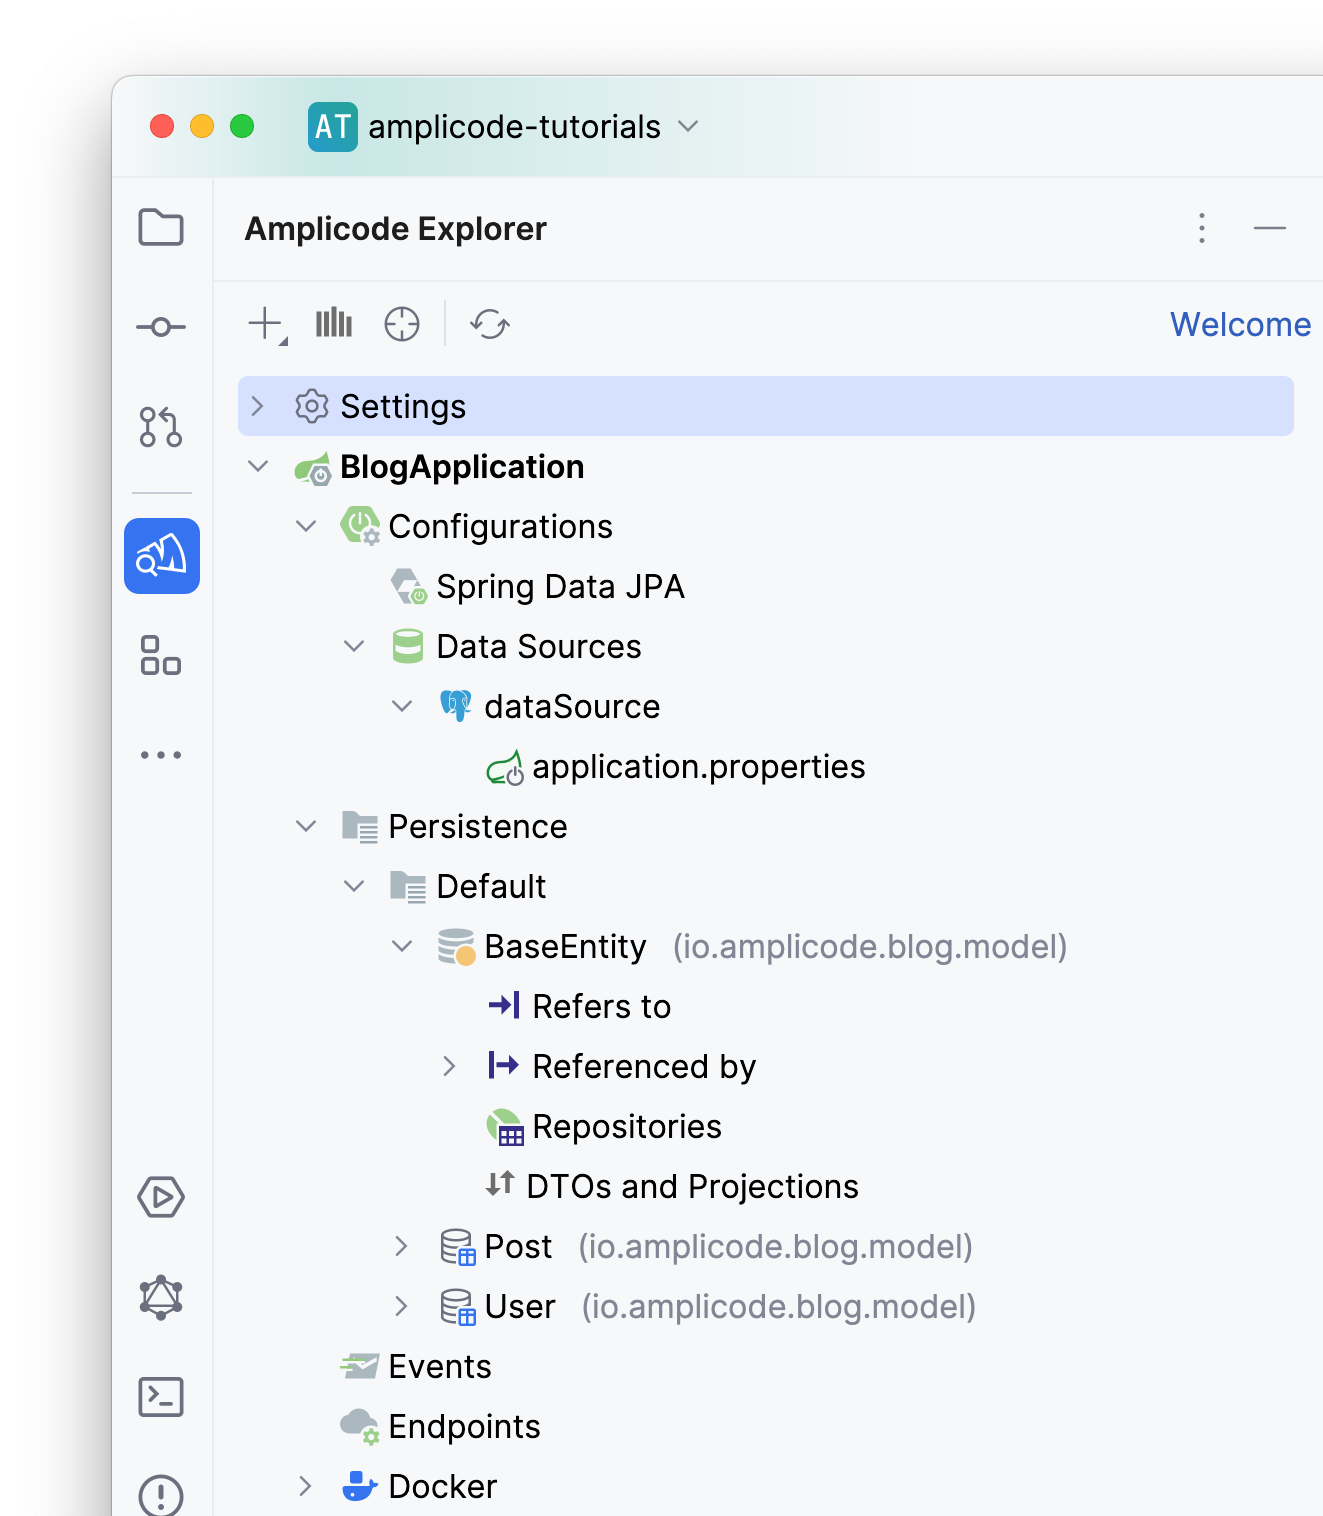 AT amplicode-tutorials
Amplicode Explorer
Welcome
Settings
BlogApplication
Configurations
Spring Data JPA
Data Sources
dataSource
application.properties
Persistence
Default
BaseEntity (io.amplicode.blog.model)
Refers to
Referenced by
Repositories
DTOs and Projections
Post (io.amplicode.blog.model)
User (io.amplicode.blog.model)
Events
Endpoints
Docker